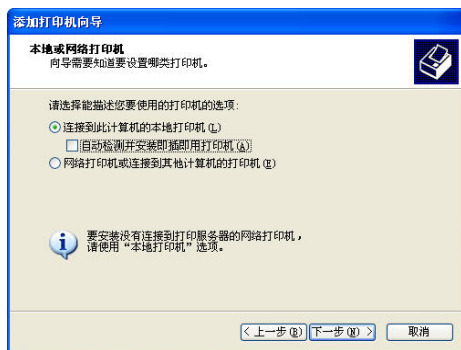 添加打印机向导
本地或网络打印机
向导需要知道要设置哪类打印机。
请选择能描述您要使用的打印机的选项:
连接到此计算机的本地打印机(L)
自动检测并安装即插即用打印机(A)
网络打印机或连接到其他计算机的打印机(E)
要安装没有连接到打印服务器的网络打印机，
请使用“本地打印机”选项。
< 上一步(B) 下一步(N) > 取消